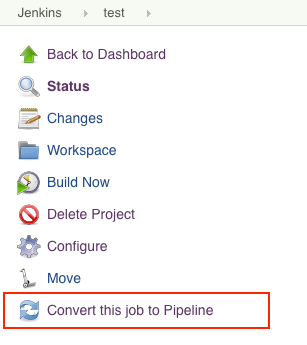 Jenkins test
Back to Dashboard
Status
Changes
Workspace
Build Now
Delete Project
Configure
Move
Convert this job to Pipeline